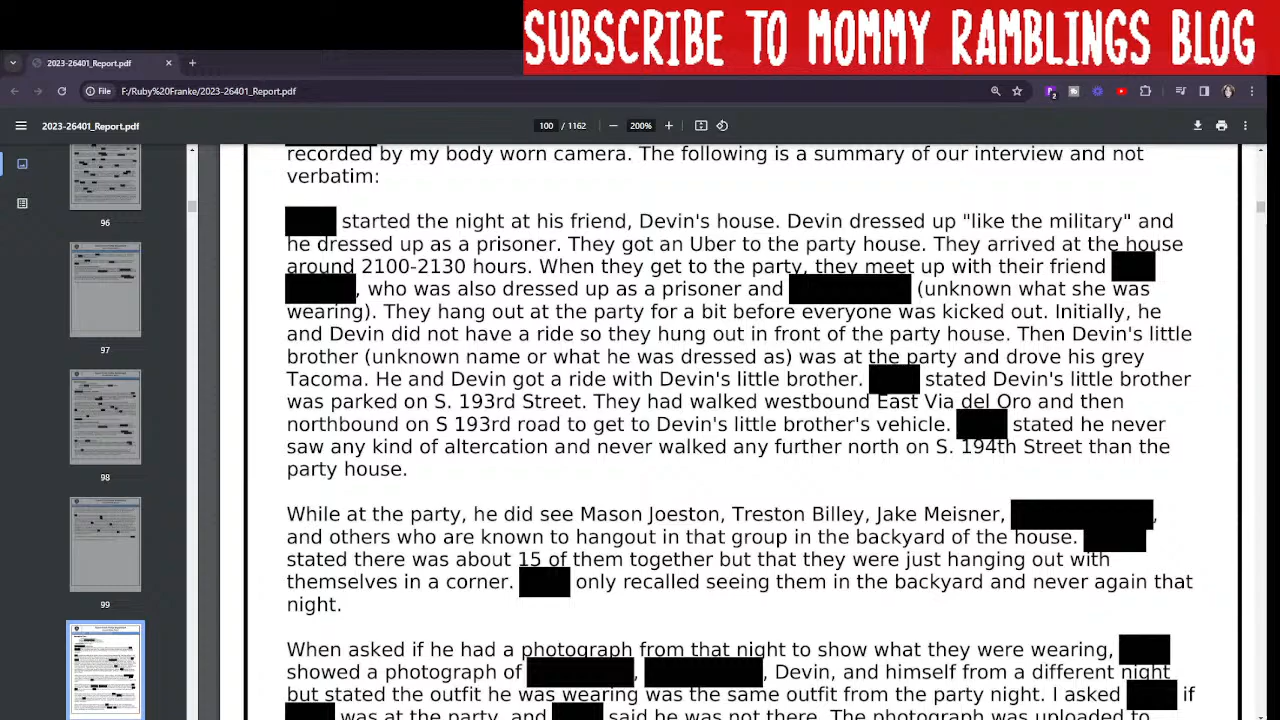 SUBSCRIBE TO MOMMY RAMBLINGS BLOG
2023-26401_Report.pdf
File F:/Ruby%20Franke/2023-26401_Report.pdf
2023-26401_Report.pdf
100 / 1162
200%
recorded by my body worn camera. The following is a summary of our interview and not
verbatim:
started the night at his friend, Devin's house. Devin dressed up "like the military" and
he dressed up as a prisoner. They got an Uber to the party house. They arrived at the house
around 2100-2130 hours. When they get to the party, they meet up with their friend
, who was also dressed up as a prisoner and (unknown what she was
wearing). They hang out at the party for a bit before everyone was kicked out. Initially, he
and Devin did not have a ride so they hung out in front of the party house. Then Devin's little
brother (unknown name or what he was dressed as) was at the party and drove his grey
Tacoma. He and Devin got a ride with Devin's little brother. stated Devin's little brother
was parked on S. 193rd Street. They had walked westbound East Via del Oro and then
northbound on S 193rd road to get to Devin's little brother's vehicle. stated he never
saw any kind of altercation and never walked any further north on S. 194th Street than the
party house.
While at the party, he did see Mason Joeston, Treston Billey, Jake Meisner, ,
and others who are known to hangout in that group in the backyard of the house.
stated there was about 15 of them together but that they were just hanging out with
themselves in a corner. only recalled seeing them in the backyard and never again that
night.
When asked if he had a photograph from that night to show what they were wearing,
showed a photograph of , , Devin, and himself from a different night
but stated the outfit he was wearing was the same outfit from the party night. I asked if
was at the party, and said he was not there. The photograph was uploaded to
96
97
98
99